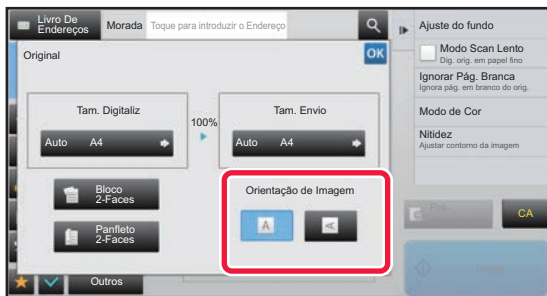 Livro De
Endereços
Morada
Toque para introduzir o Endereço
Original
OK
Tam. Digitaliz
Auto A4
100%
Tam. Envio
Auto A4
Bloco
2-Faces
Panfleto
2-Faces
Orientação de Imagem
A
A
Outros
Ajuste do fundo
Modo Scan Lento
Dig. orig. em papel fino
Ignorar Pág. Branca
Ignora pág. em branco do orig.
Modo de Cor
Nitidez
Ajustar contorno da imagem
CA